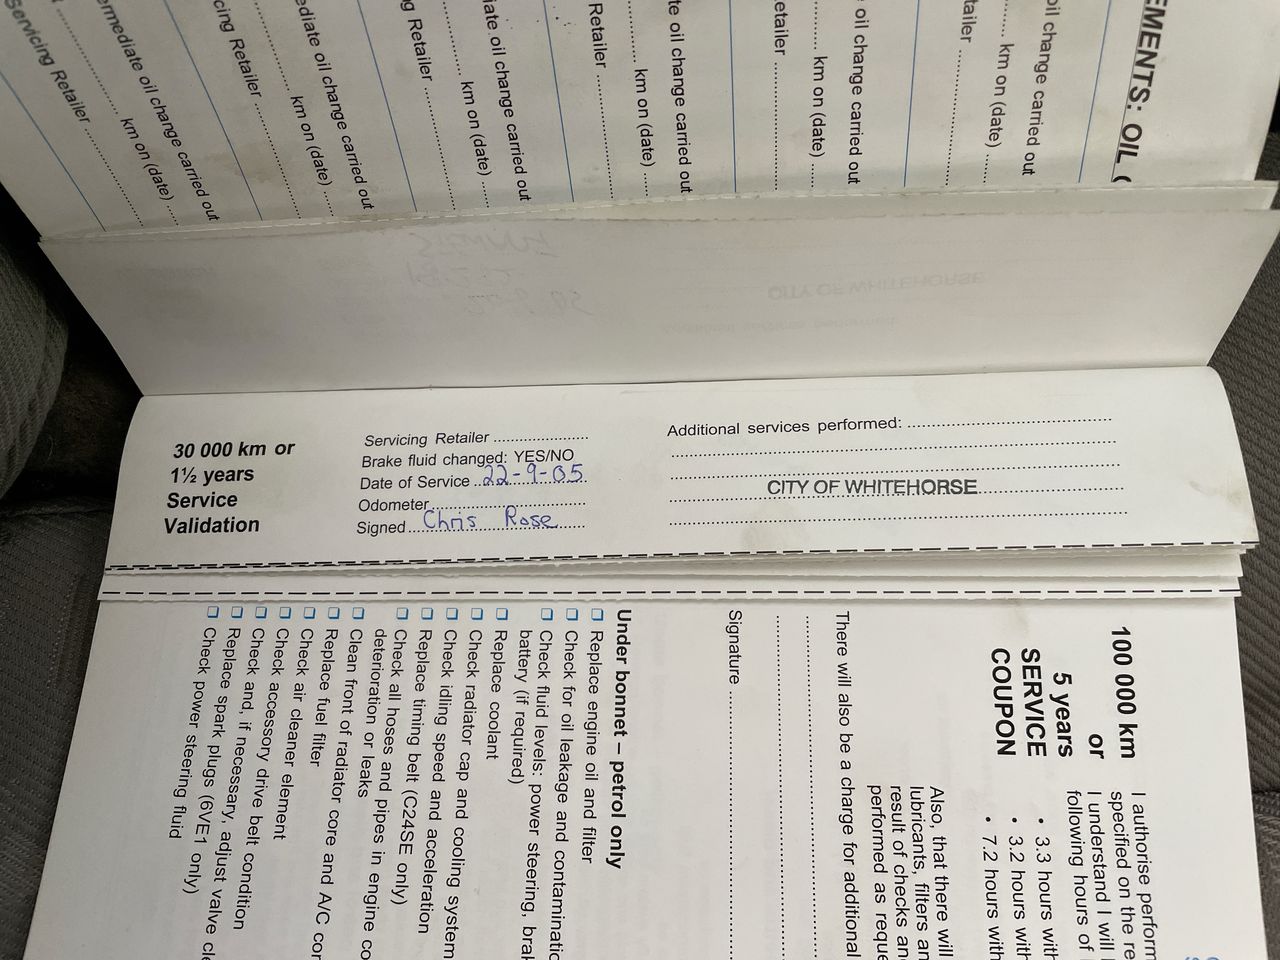 EMENTS: OIL
oil change carried out
km on (date)
etailer
oil change carried out
km on (date)
etailer
te oil change carried out
km on (date)
Retailer
iate oil change carried out
km on (date)
g Retailer
ediate oil change carried out
km on (date)
cing Retailer
ermediate oil change carried out
km on (date)
Servicing Retailer
30 000 km or
1½ years
Service
Validation
Servicing Retailer
Brake fluid changed: YES/NO
Date of Service 22-9-05
Odometer
Signed Chris Rose
Additional services performed:
CITY OF WHITEHORSE
100 000 km
or
5 years
SERVICE
COUPON
I authorise perform
specified on the re
I understand I will
following hours of
• 3.3 hours with
• 3.2 hours with
• 7.2 hours with
Also, that there will
lubricants, filters an
result of checks an
performed as reque
There will also be a charge for additional
Signature
Under bonnet – petrol only
❑ Replace engine oil and filter
❑ Check for oil leakage and contaminatio
❑ Check fluid levels: power steering, brak
battery (if required)
❑ Replace coolant
❑ Check radiator cap and cooling system
❑ Check idling speed and acceleration
❑ Replace timing belt (C24SE only)
❑ Check all hoses and pipes in engine co
deterioration or leaks
❑ Clean front of radiator core and A/C con
❑ Replace fuel filter
❑ Check air cleaner element
❑ Check accessory drive belt condition
❑ Check and, if necessary, adjust valve cle
❑ Replace spark plugs (6VE1 only)
❑ Check power steering fluid